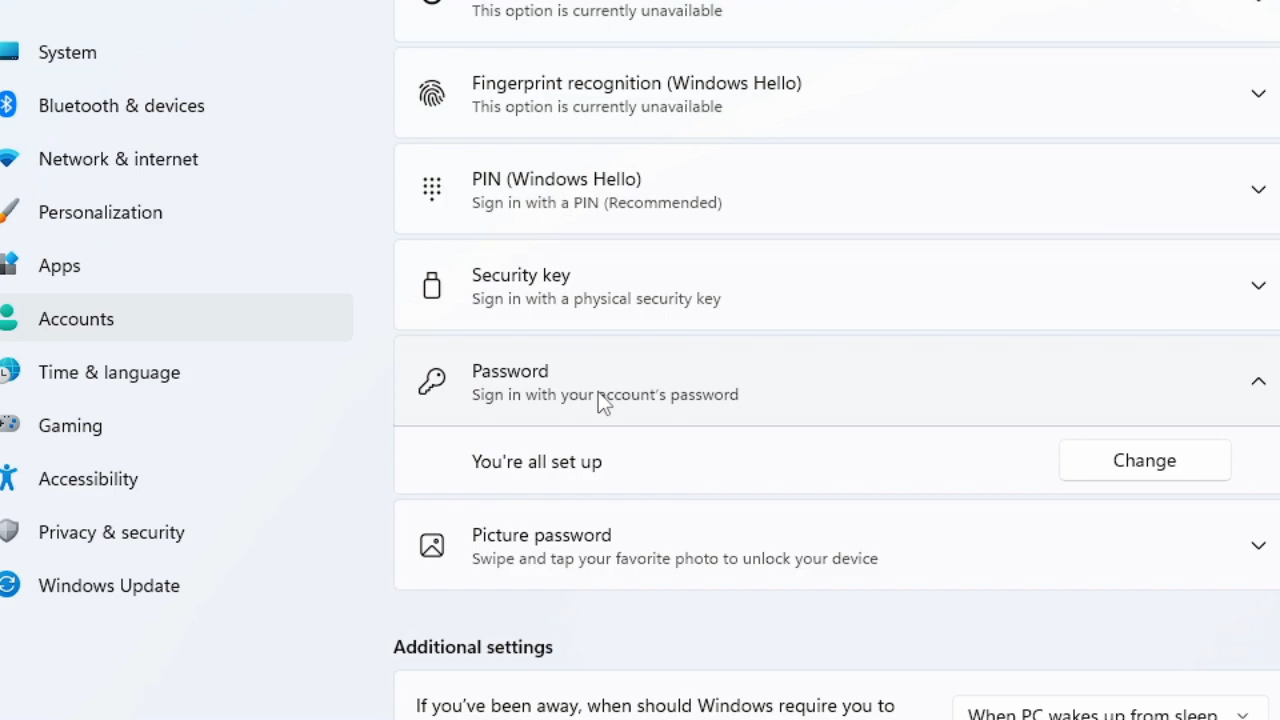 System
Bluetooth & devices
Network & internet
Personalization
Apps
Accounts
Time & language
Gaming
Accessibility
Privacy & security
Windows Update
This option is currently unavailable
Fingerprint recognition (Windows Hello)
This option is currently unavailable
PIN (Windows Hello)
Sign in with a PIN (Recommended)
Security key
Sign in with a physical security key
Password
Sign in with your account's password
You're all set up
Change
Picture password
Swipe and tap your favorite photo to unlock your device
Additional settings
If you've been away, when should Windows require you to
When PC wakes up from sleep